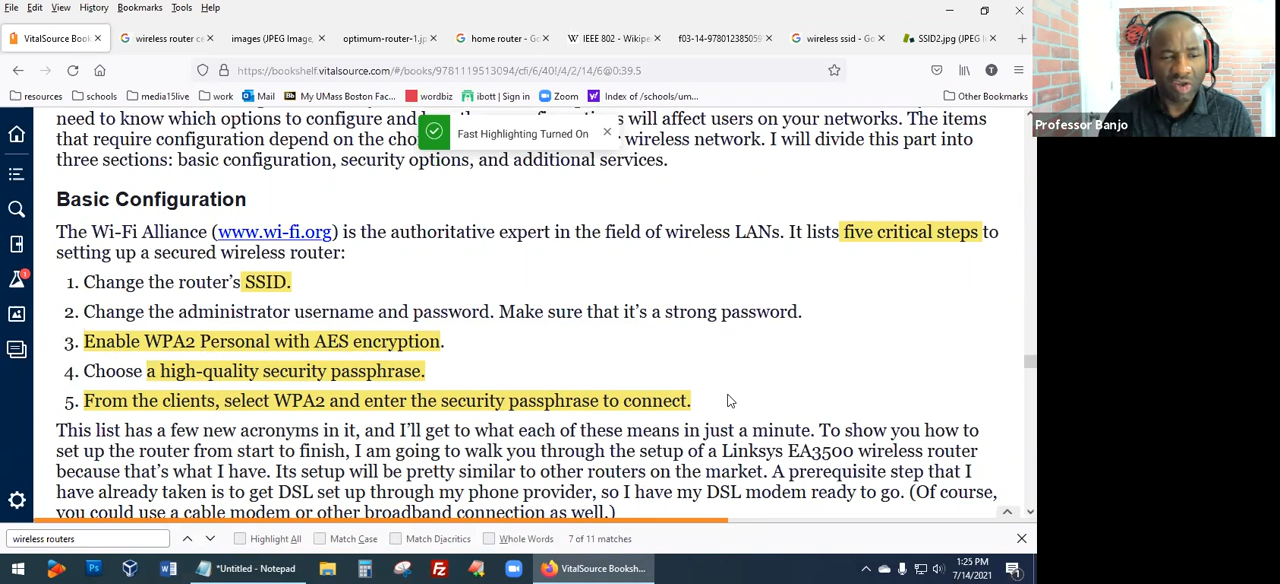 File Edit View History Bookmarks Tools Help
VitalSource Boo
wireless router c
images (JPEG Image,
optimum-router-1.j
home router - Go
IEEE 802 - Wikipe
f03-14-978012385059
wireless ssid - Go
SSID2.jpg (JPEG Im
https://bookshelf.vitalsource.com/#/books/9781119513094/cfi/6/40!/4/2/14/6@0:39.5
resources schools media15live work Mail My UMass Boston Fac... wordbiz tbott | Sign in Zoom Index of /schools/um... Other Bookmarks
Professor Banjo
need to know which options to configure and will affect users on your networks. The items
Fast Highlighting Turned On
that require configuration depend on the cho wireless network. I will divide this part into
three sections: basic configuration, security options, and additional services.
Basic Configuration
The Wi-Fi Alliance (www.wi-fi.org) is the authoritative expert in the field of wireless LANs. It lists five critical steps to
setting up a secured wireless router:
1. Change the router's SSID.
2. Change the administrator username and password. Make sure that it's a strong password.
3. Enable WPA2 Personal with AES encryption.
4. Choose a high-quality security passphrase.
5. From the clients, select WPA2 and enter the security passphrase to connect.
This list has a few new acronyms in it, and I'll get to what each of these means in just a minute. To show you how to
set up the router from start to finish, I am going to walk you through the setup of a Linksys EA3500 wireless router
because that's what I have. Its setup will be pretty similar to other routers on the market. A prerequisite step that I
have already taken is to get DSL set up through my phone provider, so I have my DSL modem ready to go. (Of course,
you could use a cable modem or other broadband connection as well.)
wireless routers Highlight All Match Case Match Diacritics Whole Words 7 of 11 matches
*Untitled - Notepad
VitalSource Booksh...
1:25 PM
7/14/2021